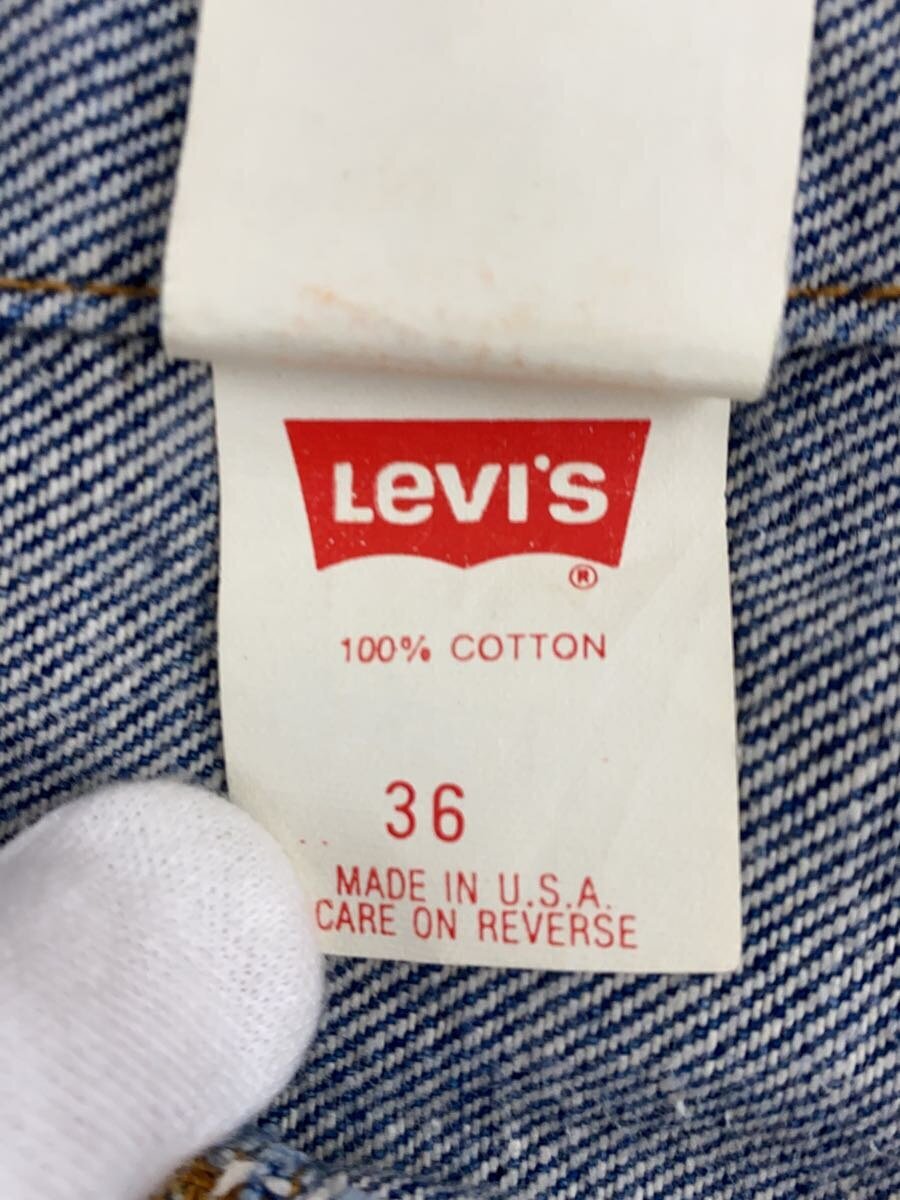 Levi's
®
100% COTTON
36
MADE IN U.S.A.
CARE ON REVERSE